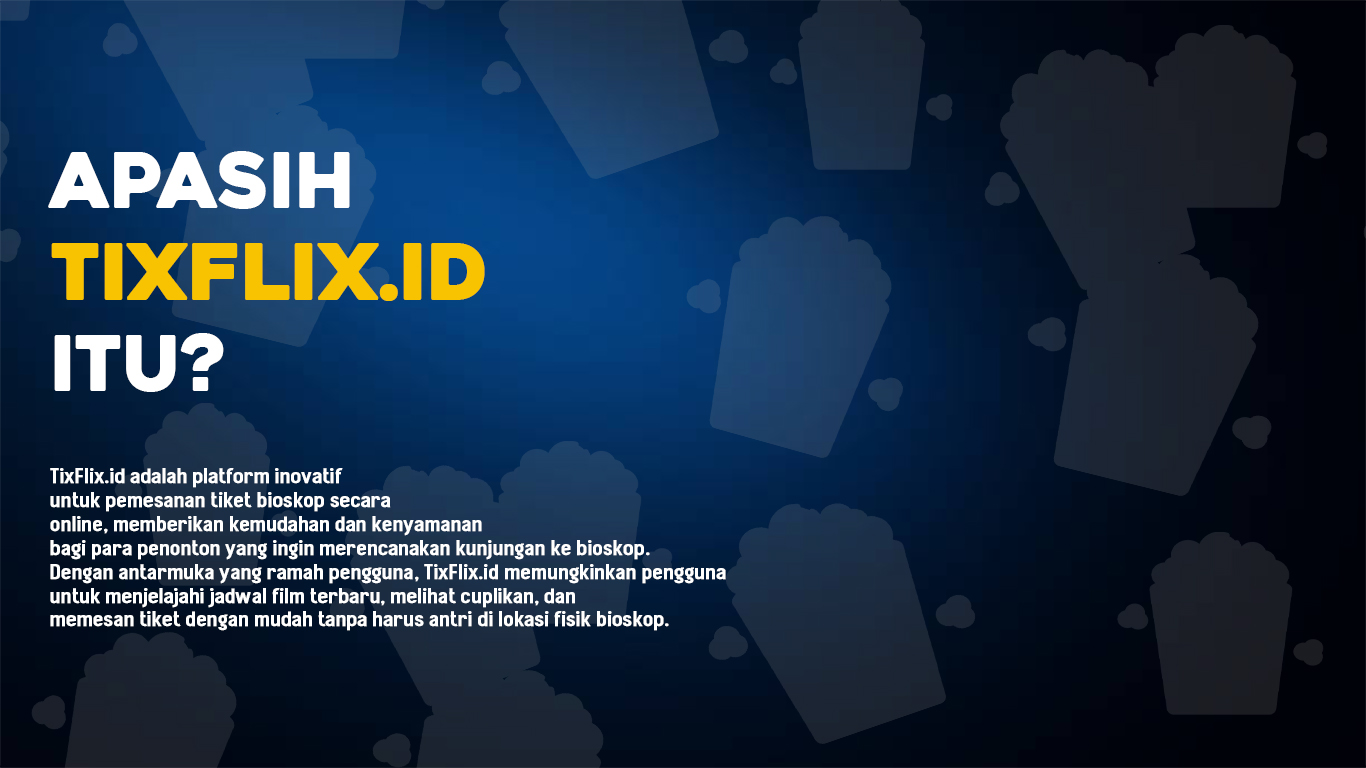 APASIH
TIXFLIX.ID
ITU?
TixFlix.id adalah platform inovatif
untuk pemesanan tiket bioskop secara
online, memberikan kemudahan dan kenyamanan
bagi para penonton yang ingin merencanakan kunjungan ke bioskop.
Dengan antarmuka yang ramah pengguna, TixFlix.id memungkinkan pengguna
untuk menjelajahi jadwal film terbaru, melihat cuplikan, dan
memesan tiket dengan mudah tanpa harus antri di lokasi fisik bioskop.